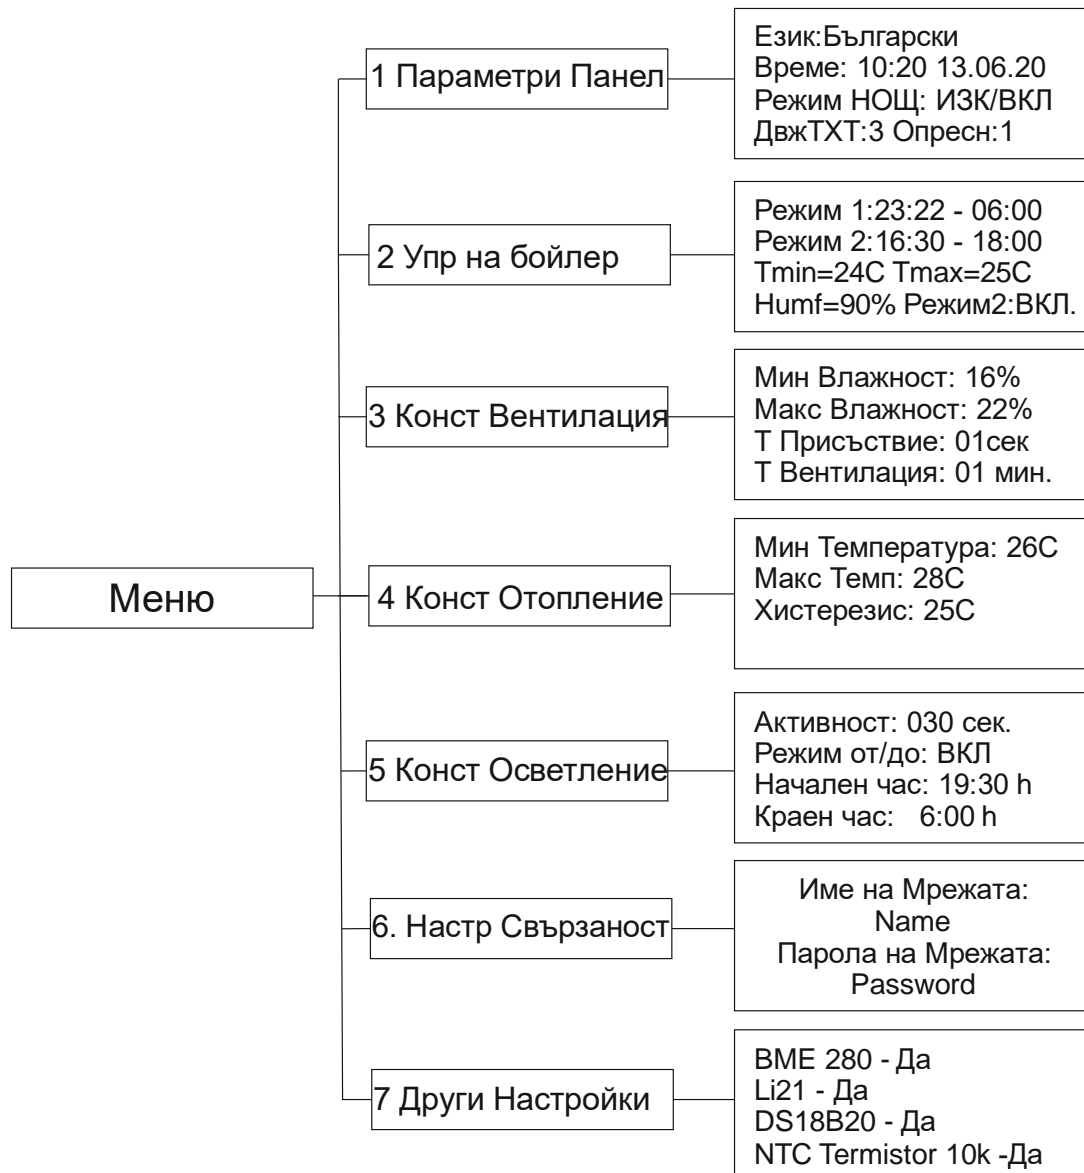 Меню
1 Параметри Панел
Език:Български
Време: 10:20 13.06.20
Режим НОЩ: ИЗК/ВКЛ
ДвжТХТ:3 Опресн:1
2 Упр на бойлер
Режим 1:23:22 - 06:00
Режим 2:16:30 - 18:00
Tmin=24C Tmax=25C
Humf=90% Режим2:ВКЛ.
3 Конст Вентилация
Мин Влажност: 16%
Макс Влажност: 22%
Т Присъствие: 01сек
Т Вентилация: 01 мин.
4 Конст Отопление
Мин Температура: 26C
Макс Темп: 28C
Хистерезис: 25C
5 Конст Осветление
Активност: 030 сек.
Режим от/до: ВКЛ
Начален час: 19:30 h
Краен час: 6:00 h
6. Настр Свързаност
Име на Мрежата:
Name
Парола на Мрежата:
Password
7 Други Настройки
BME 280 - Да
Li21 - Да
DS18B20 - Да
NTC Termistor 10k -Да